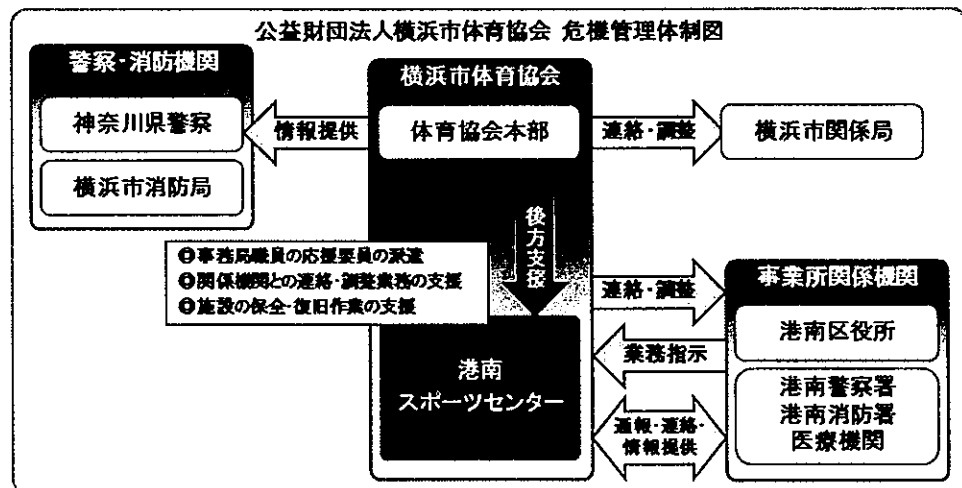 公益財団法人横浜市体育協会 危機管理体制図
警察・消防機関
神奈川県警察
横浜市消防局
情報提供
横浜市体育協会
体育協会本部
連絡・調整
横浜市関係局
後方支援
❶事務局職員の応援要員の派遣
❷関係機関との連絡・調整業務の支援
❸施設の保全・復旧作業の支援
港南
スポーツセンター
連絡・調整
業務指示
通報・連絡・
情報提供
事業所関係機関
港南区役所
港南警察署
港南消防署
医療機関